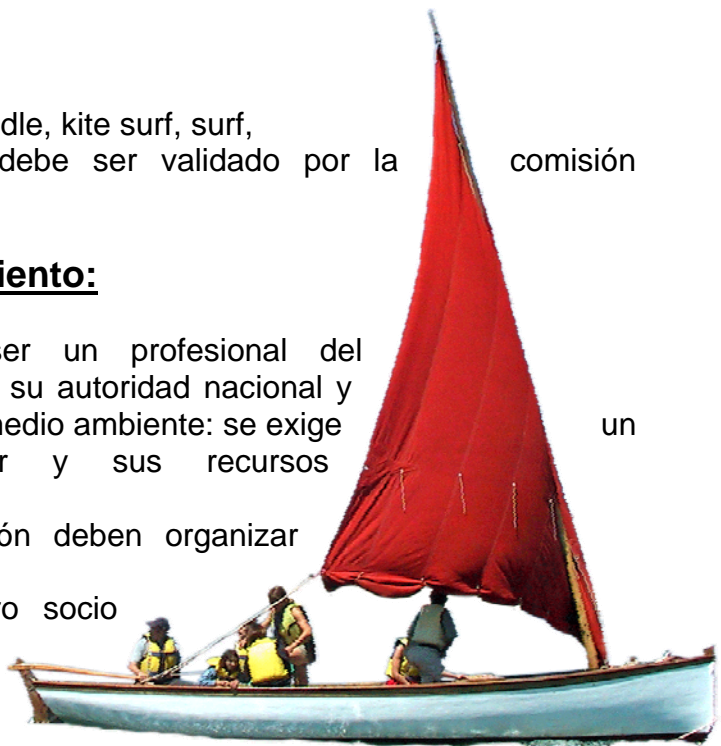 dle, kite surf, surf,
debe ser validado por la comisión
iento:
ser un profesional del
su autoridad nacional y
medio ambiente: se exige un
r y sus recursos
ón deben organizar
ro socio